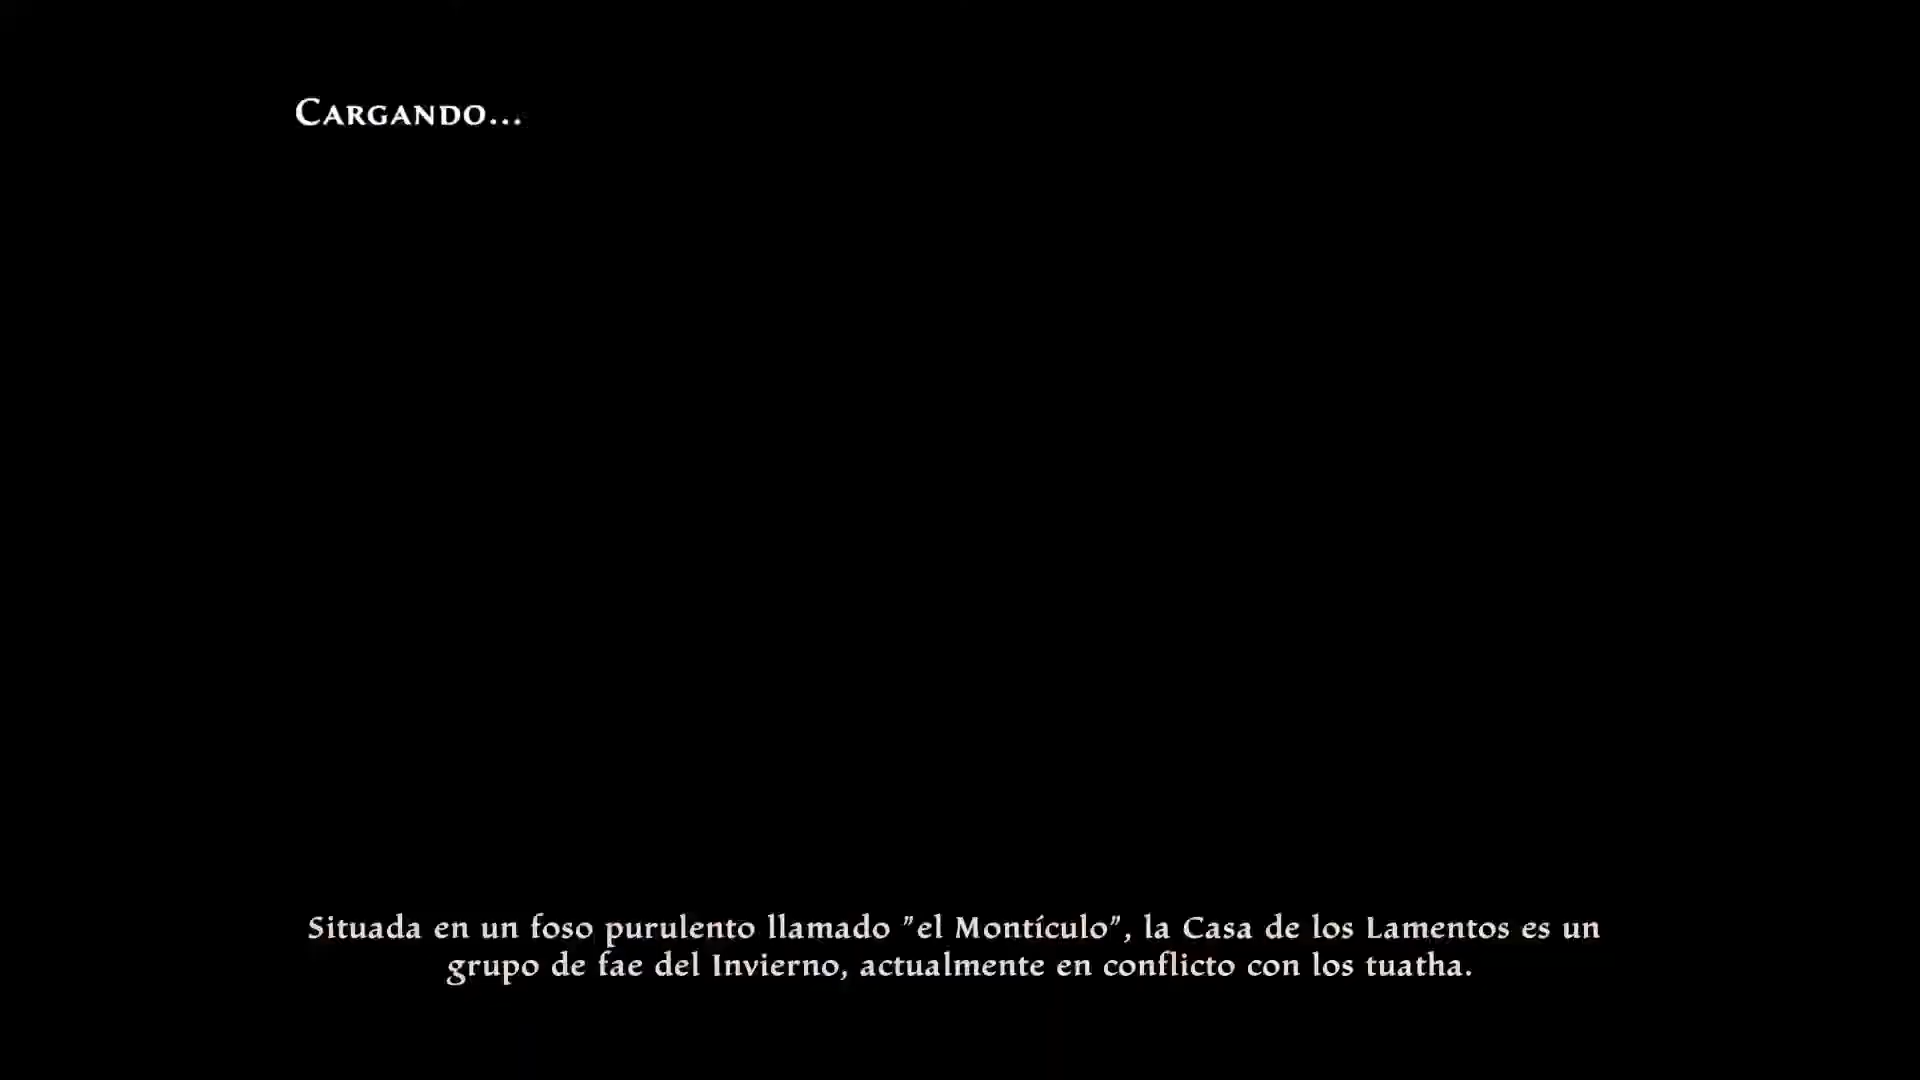 CARGANDO...
Situada en un foso purulento llamado "el Montículo", la Casa de los Lamentos es un
grupo de fae del Invierno, actualmente en conflicto con los tuatha.